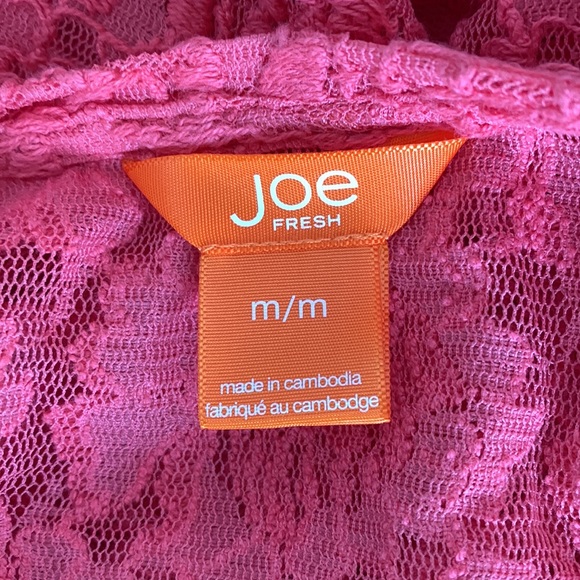 Joe
FRESH
m/m
made in cambodia
fabriqué au cambodge